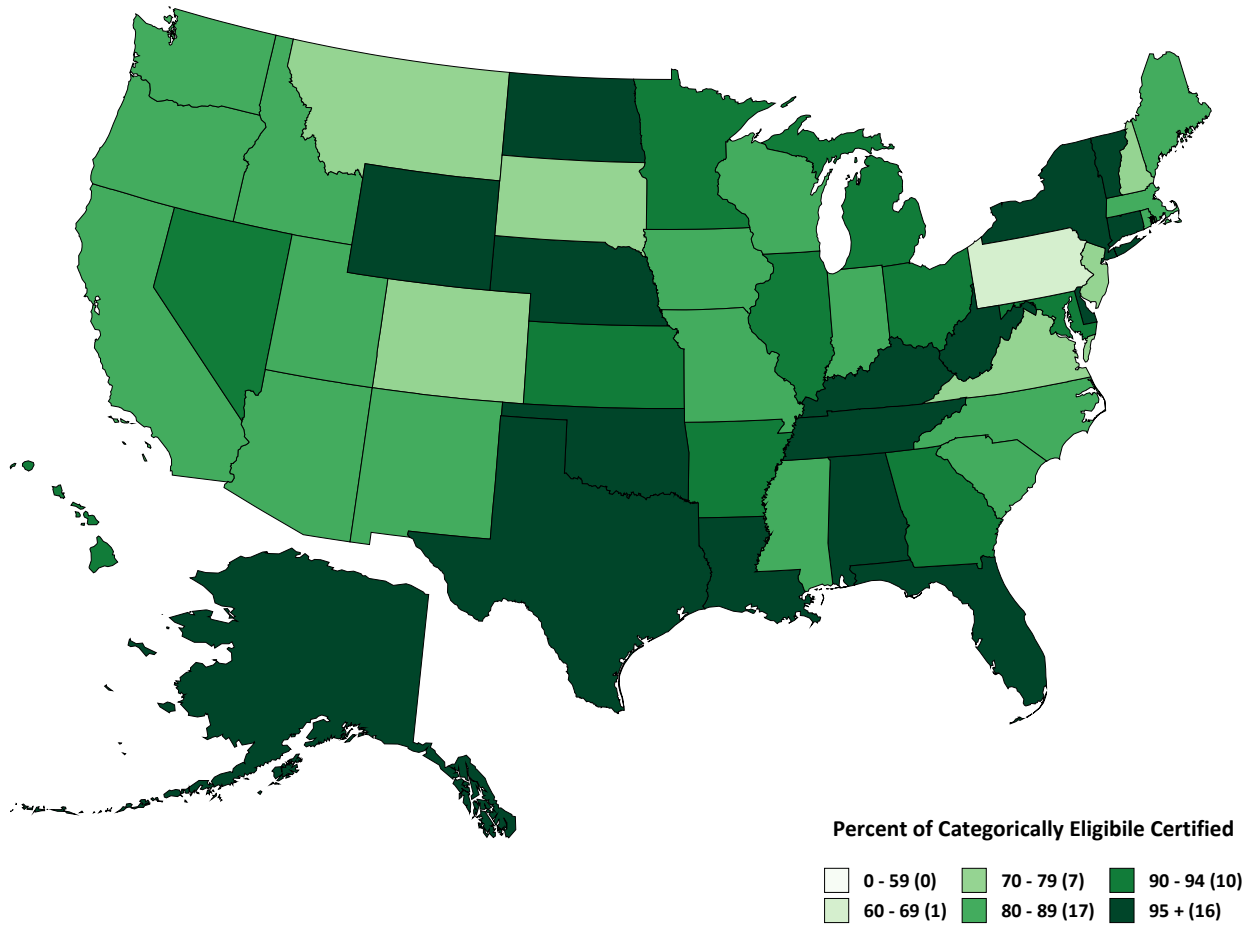 Percent of Categorically Eligibile Certified
0 - 59 (0) 70 - 79 (7) 90 - 94 (10)
60 - 69 (1) 80 - 89 (17) 95 + (16)